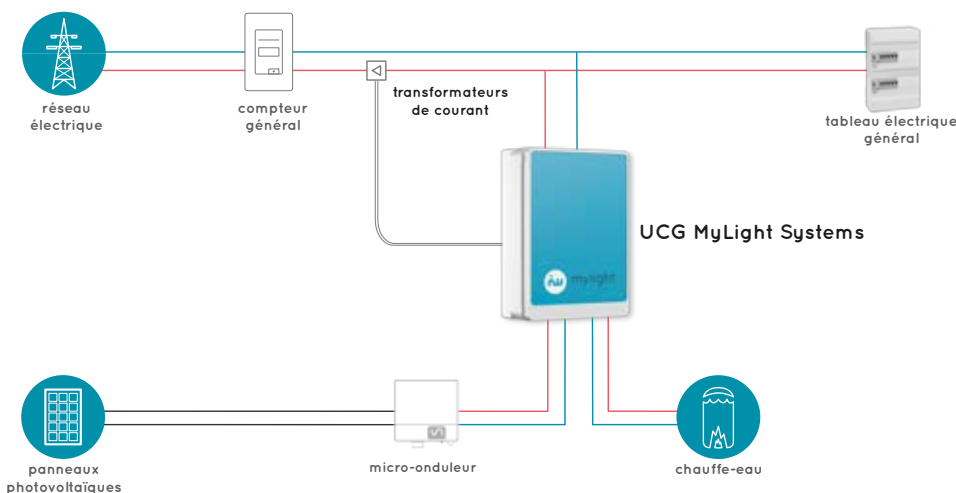 réseau
électrique
compteur
général
transformateurs
de courant
tableau électrique
général
UCG MyLight Systems
mylight
panneaux
photovoltaïques
micro-onduleur
chauffe-eau